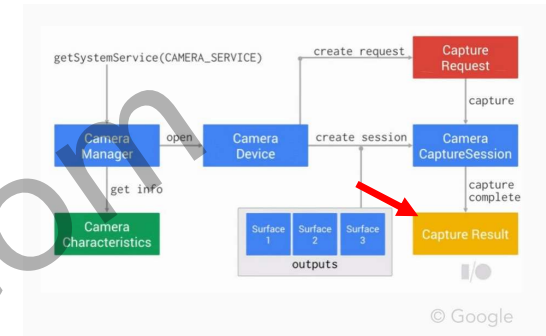 getSystemService(CAMERA_SERVICE)
create request
Capture
Request
capture
Camera
Manager
open
Camera
Device
create session
Camera
CaptureSession
get info
capture
complete
Camera
Characteristics
Surface
1
Surface
2
Surface
3
outputs
Capture Result
I/O
© Google
om